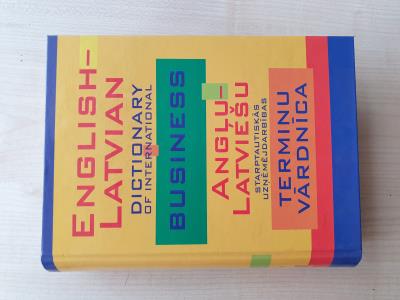 ENGLISH–
LATVIAN
DICTIONARY
OF INTERNATIONAL
BUSINESS
ANGĻU–
LATVIEŠU
STARPTAUTISKĀS
UZŅĒMĒJDARBĪBAS
TERMINU
VĀRDNĪCA